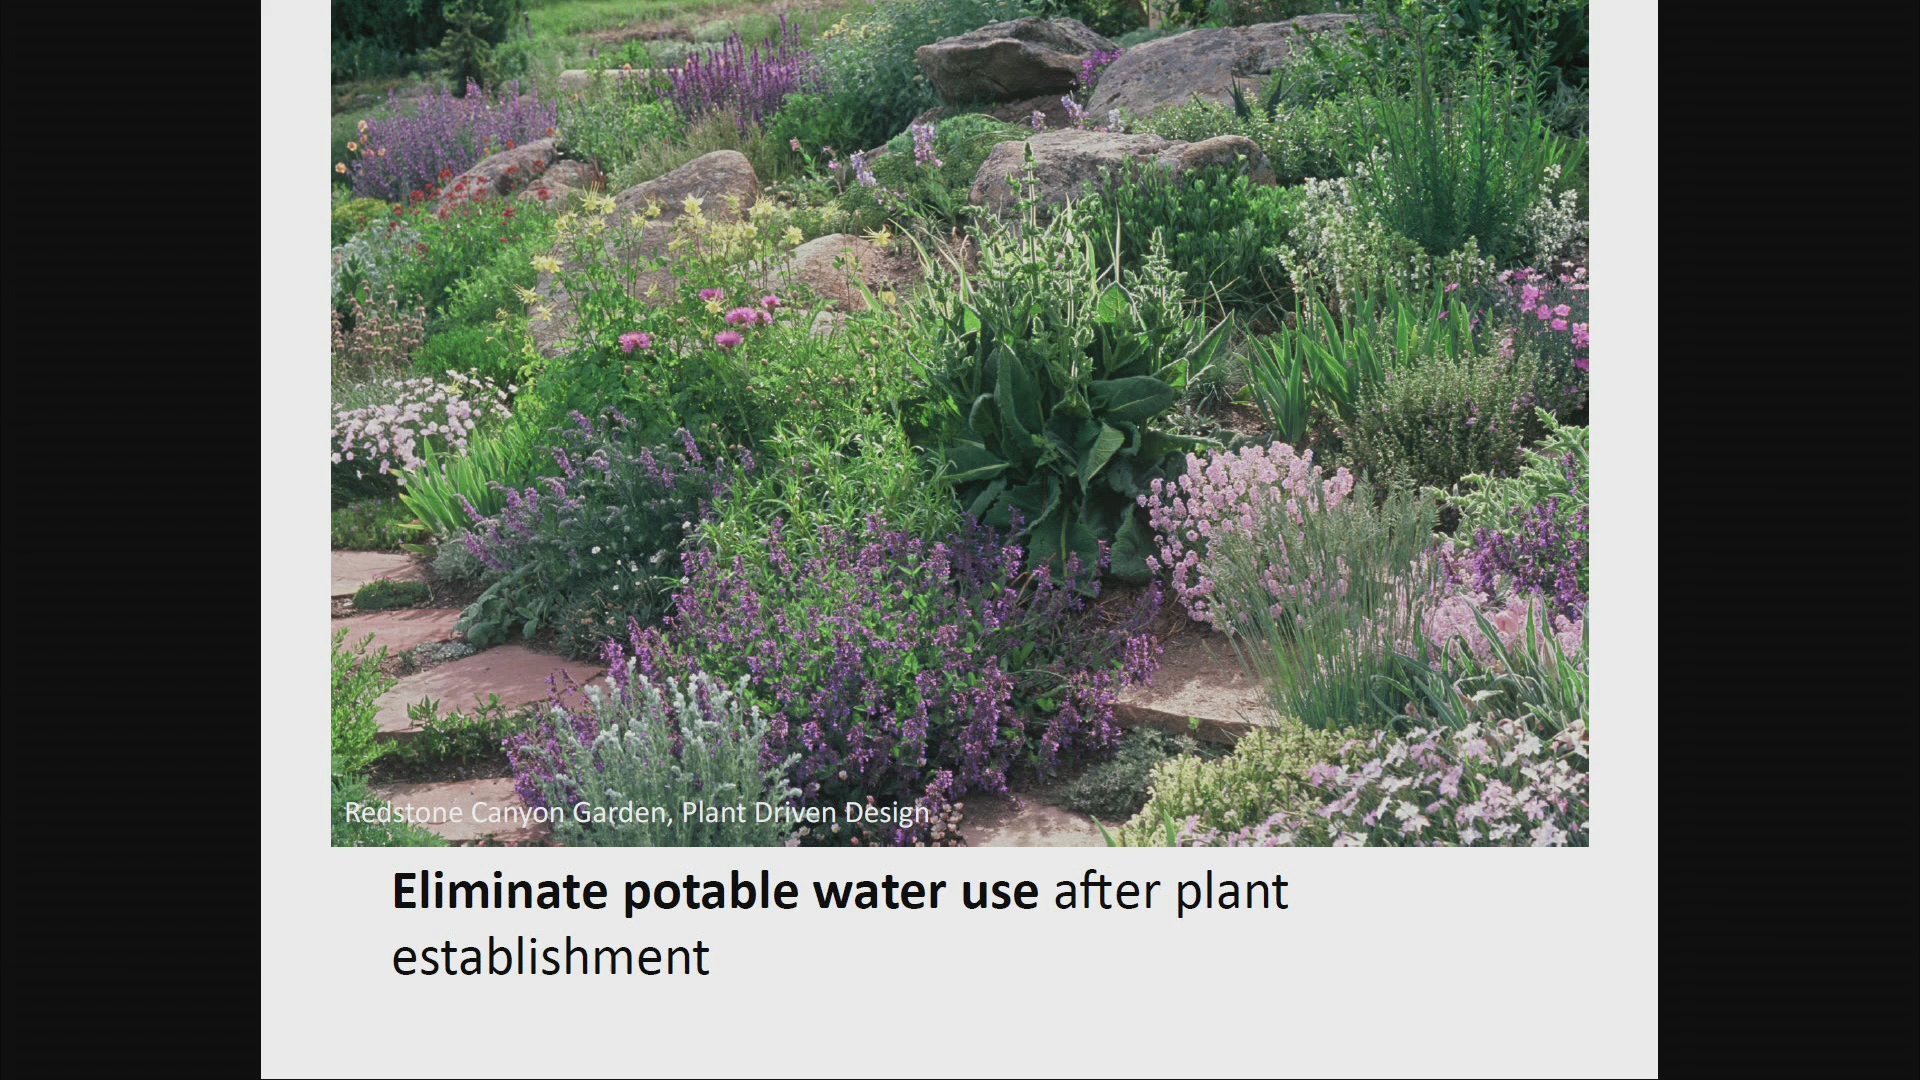 Redstone Canyon Garden, Plant Driven Design
Eliminate potable water use after plant
establishment